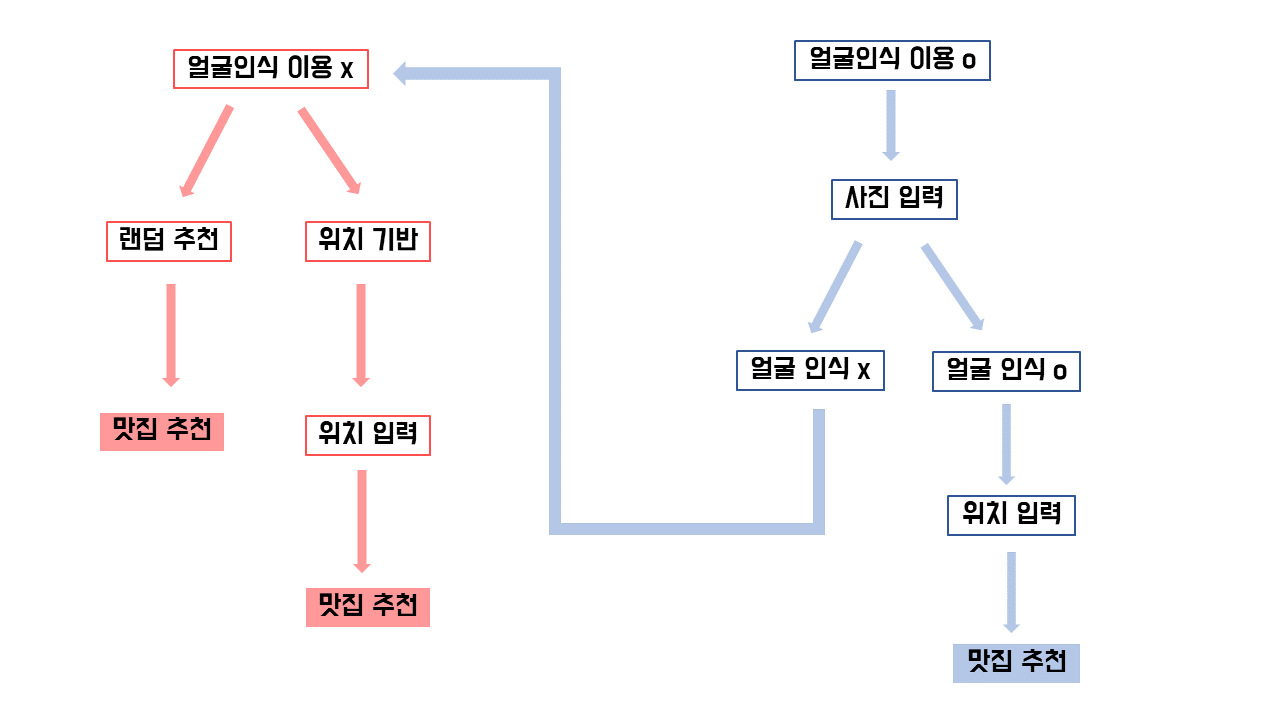 얼굴인식 이용 x
랜덤 추천
위치 기반
맛집 추천
위치 입력
맛집 추천
얼굴인식 이용 o
사진 입력
얼굴 인식 x
얼굴 인식 o
위치 입력
맛집 추천